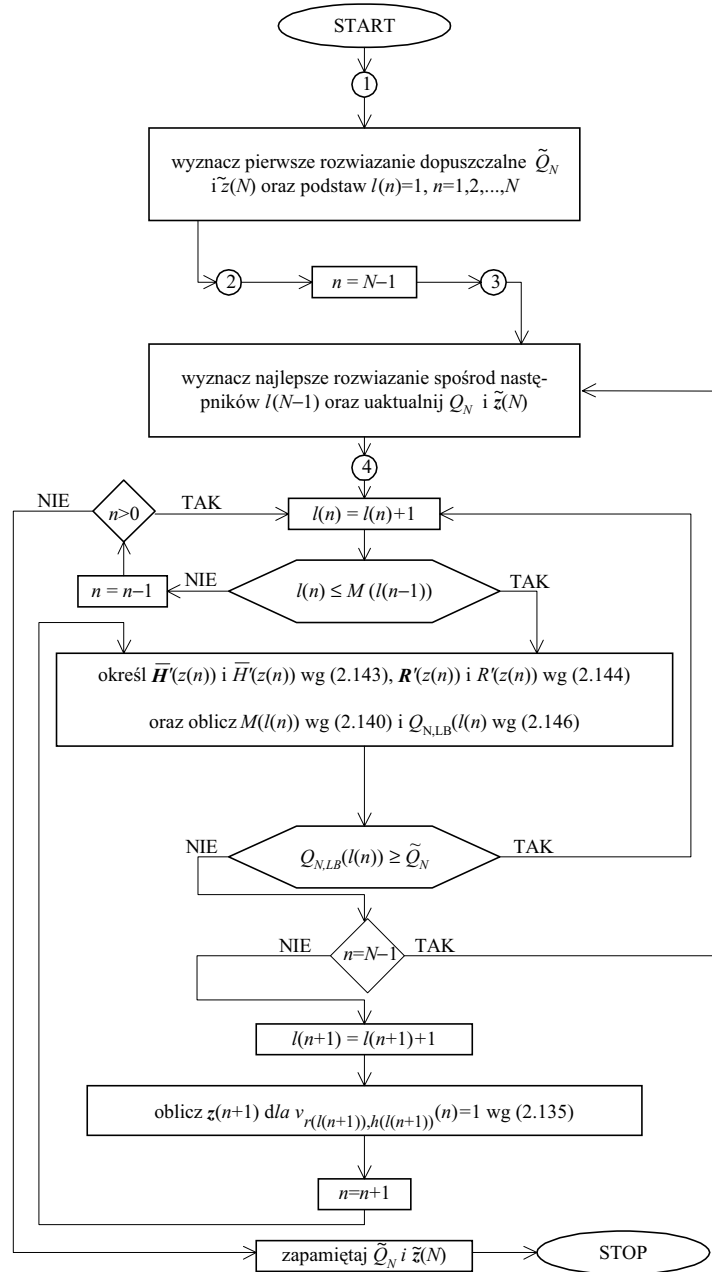 START
1
wyznacz pierwsze rozwiazanie dopuszczalne Q̃_N
i z̃(N) oraz podstaw l(n)=1, n=1,2,...,N
2
n = N−1
3
wyznacz najlepsze rozwiazanie spośrod nastę-
pników l(N−1) oraz uaktualnij Q_N i z̃(N)
4
NIE
n>0
TAK
l(n) = l(n)+1
n = n−1
NIE
l(n) ≤ M (l(n−1))
TAK
określ H̅'(z(n)) i H̅'(z(n)) wg (2.143), R'(z(n)) i R'(z(n)) wg (2.144)
oraz oblicz M(l(n)) wg (2.140) i Q_N,LB(l(n) wg (2.146)
NIE
Q_N,LB(l(n)) ≥ Q̃_N
TAK
NIE
n=N−1
TAK
l(n+1) = l(n+1)+1
oblicz z(n+1) dla v_r(l(n+1)),h(l(n+1))(n)=1 wg (2.135)
n=n+1
zapamiętaj Q̃_N i z̃(N)
STOP